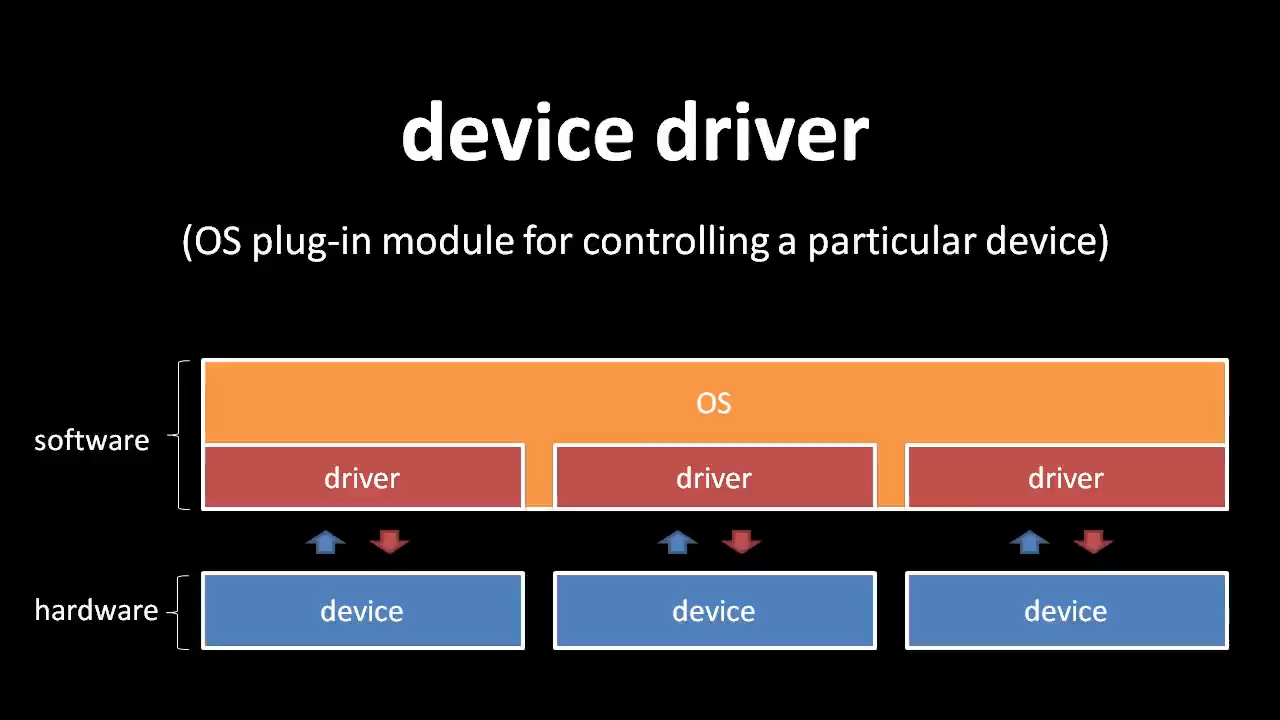 device driver
(OS plug-in module for controlling a particular device)
OS
software
driver driver driver
hardware
device device device